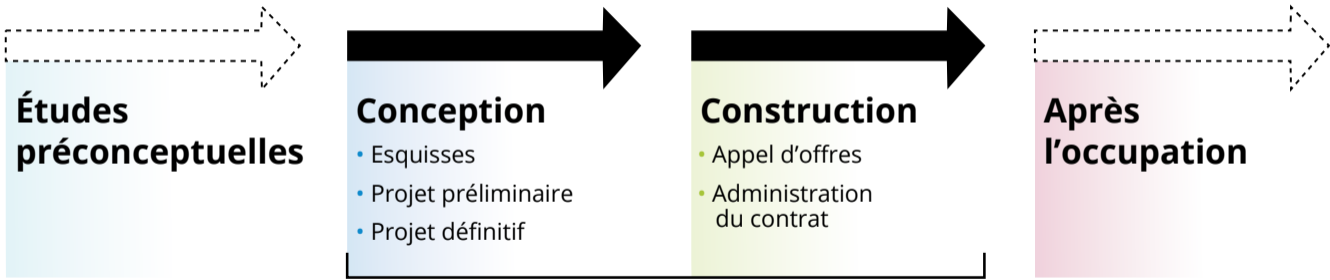 Études
préconceptuelles
Conception
• Esquisses
• Projet préliminaire
• Projet définitif
Construction
• Appel d’offres
• Administration
du contrat
Après
l’occupation